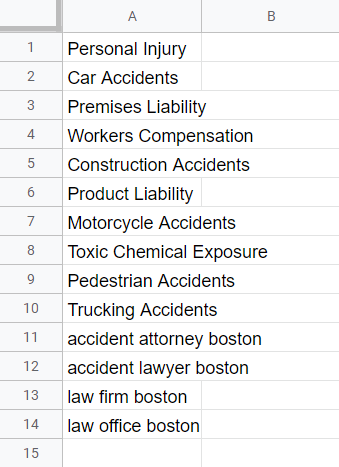 A B
1 Personal Injury
2 Car Accidents
3 Premises Liability
4 Workers Compensation
5 Construction Accidents
6 Product Liability
7 Motorcycle Accidents
8 Toxic Chemical Exposure
9 Pedestrian Accidents
10 Trucking Accidents
11 accident attorney boston
12 accident lawyer boston
13 law firm boston
14 law office boston
15